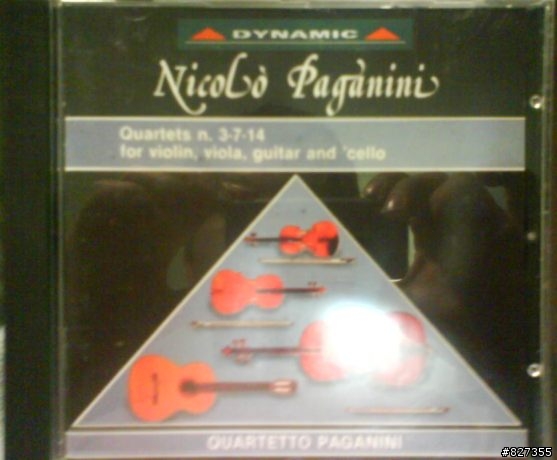 DYNAMIC
Nicolò Paganini
Quartets n. 3-7-14
for violin, viola, guitar and 'cello
QUARTETTO PAGANINI
#827355